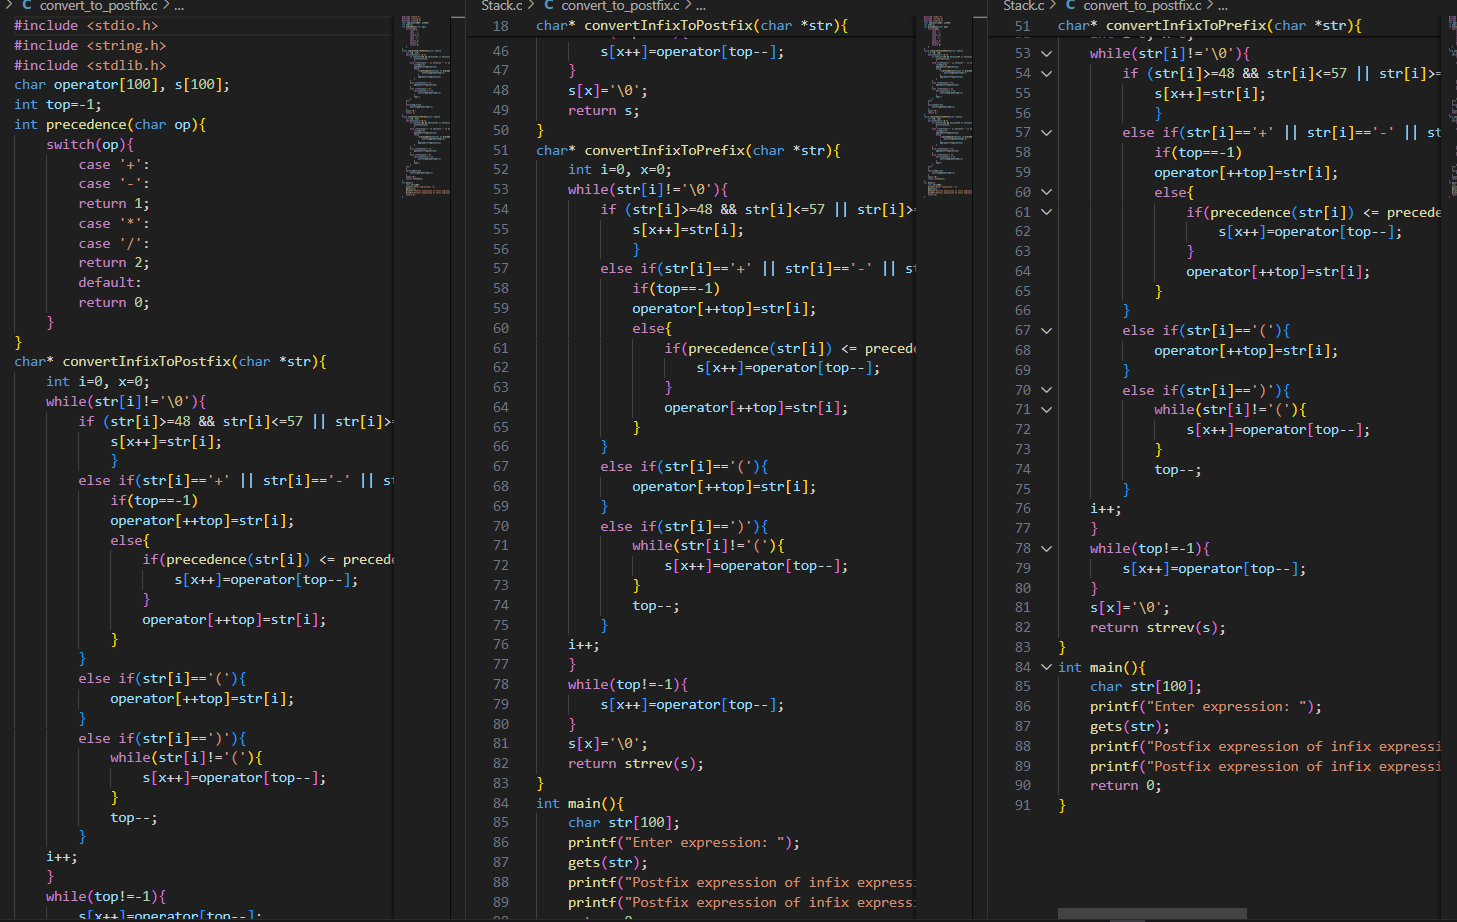 C convert_to_postfix.c > ...
#include <stdio.h>
#include <string.h>
#include <stdlib.h>
char operator[100], s[100];
int top=-1;
int precedence(char op){
switch(op){
case '+':
case '-':
return 1;
case '*':
case '/':
return 2;
default:
return 0;
}
}
char* convertInfixToPostfix(char *str){
int i=0, x=0;
while(str[i]!='\0'){
if (str[i]>=48 && str[i]<=57 || str[i]>
s[x++]=str[i];
}
else if(str[i]=='+' || str[i]=='-' || s
if(top==-1)
operator[++top]=str[i];
else{
if(precedence(str[i]) <= precede
s[x++]=operator[top--];
}
operator[++top]=str[i];
}
}
else if(str[i]=='('){
operator[++top]=str[i];
}
else if(str[i]==')'){
while(str[i]!='('){
s[x++]=operator[top--];
}
top--;
}
i++;
}
while(top!=-1){
s[x++]=operator[top--];
Stack.c > C convert_to_postfix.c > ...
18 char* convertInfixToPostfix(char *str){
46 s[x++]=operator[top--];
47 }
48 s[x]='\0';
49 return s;
50 }
51 char* convertInfixToPrefix(char *str){
52 int i=0, x=0;
53 while(str[i]!='\0'){
54 if (str[i]>=48 && str[i]<=57 || str[i]>
55 s[x++]=str[i];
56 }
57 else if(str[i]=='+' || str[i]=='-' || s
58 if(top==-1)
59 operator[++top]=str[i];
60 else{
61 if(precedence(str[i]) <= precede
62 s[x++]=operator[top--];
63 }
64 operator[++top]=str[i];
65 }
66 }
67 else if(str[i]=='('){
68 operator[++top]=str[i];
69 }
70 else if(str[i]==')'){
71 while(str[i]!='('){
72 s[x++]=operator[top--];
73 }
74 top--;
75 }
76 i++;
77 }
78 while(top!=-1){
79 s[x++]=operator[top--];
80 }
81 s[x]='\0';
82 return strrev(s);
83 }
84 int main(){
85 char str[100];
86 printf("Enter expression: ");
87 gets(str);
88 printf("Postfix expression of infix express
89 printf("Postfix expression of infix express
Stack.c > C convert_to_postfix.c > ...
51 char* convertInfixToPrefix(char *str){
53 while(str[i]!='\0'){
54 if (str[i]>=48 && str[i]<=57 || str[i]>=
55 s[x++]=str[i];
56 }
57 else if(str[i]=='+' || str[i]=='-' || st
58 if(top==-1)
59 operator[++top]=str[i];
60 else{
61 if(precedence(str[i]) <= precede
62 s[x++]=operator[top--];
63 }
64 operator[++top]=str[i];
65 }
66 }
67 else if(str[i]=='('){
68 operator[++top]=str[i];
69 }
70 else if(str[i]==')'){
71 while(str[i]!='('){
72 s[x++]=operator[top--];
73 }
74 top--;
75 }
76 i++;
77 }
78 while(top!=-1){
79 s[x++]=operator[top--];
80 }
81 s[x]='\0';
82 return strrev(s);
83 }
84 int main(){
85 char str[100];
86 printf("Enter expression: ");
87 gets(str);
88 printf("Postfix expression of infix expressi
89 printf("Postfix expression of infix expressi
90 return 0;
91 }